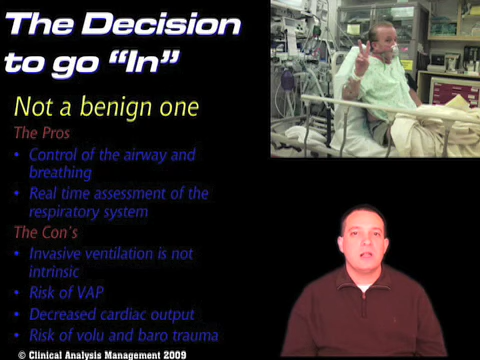 The Decision
to go “In”
Not a benign one
The Pros
• Control of the airway and
breathing
• Real time assessment of the
respiratory system
The Con's
• Invasive ventilation is not
intrinsic
• Risk of VAP
• Decreased cardiac output
• Risk of volu and baro trauma
© Clinical Analysis Management 2009